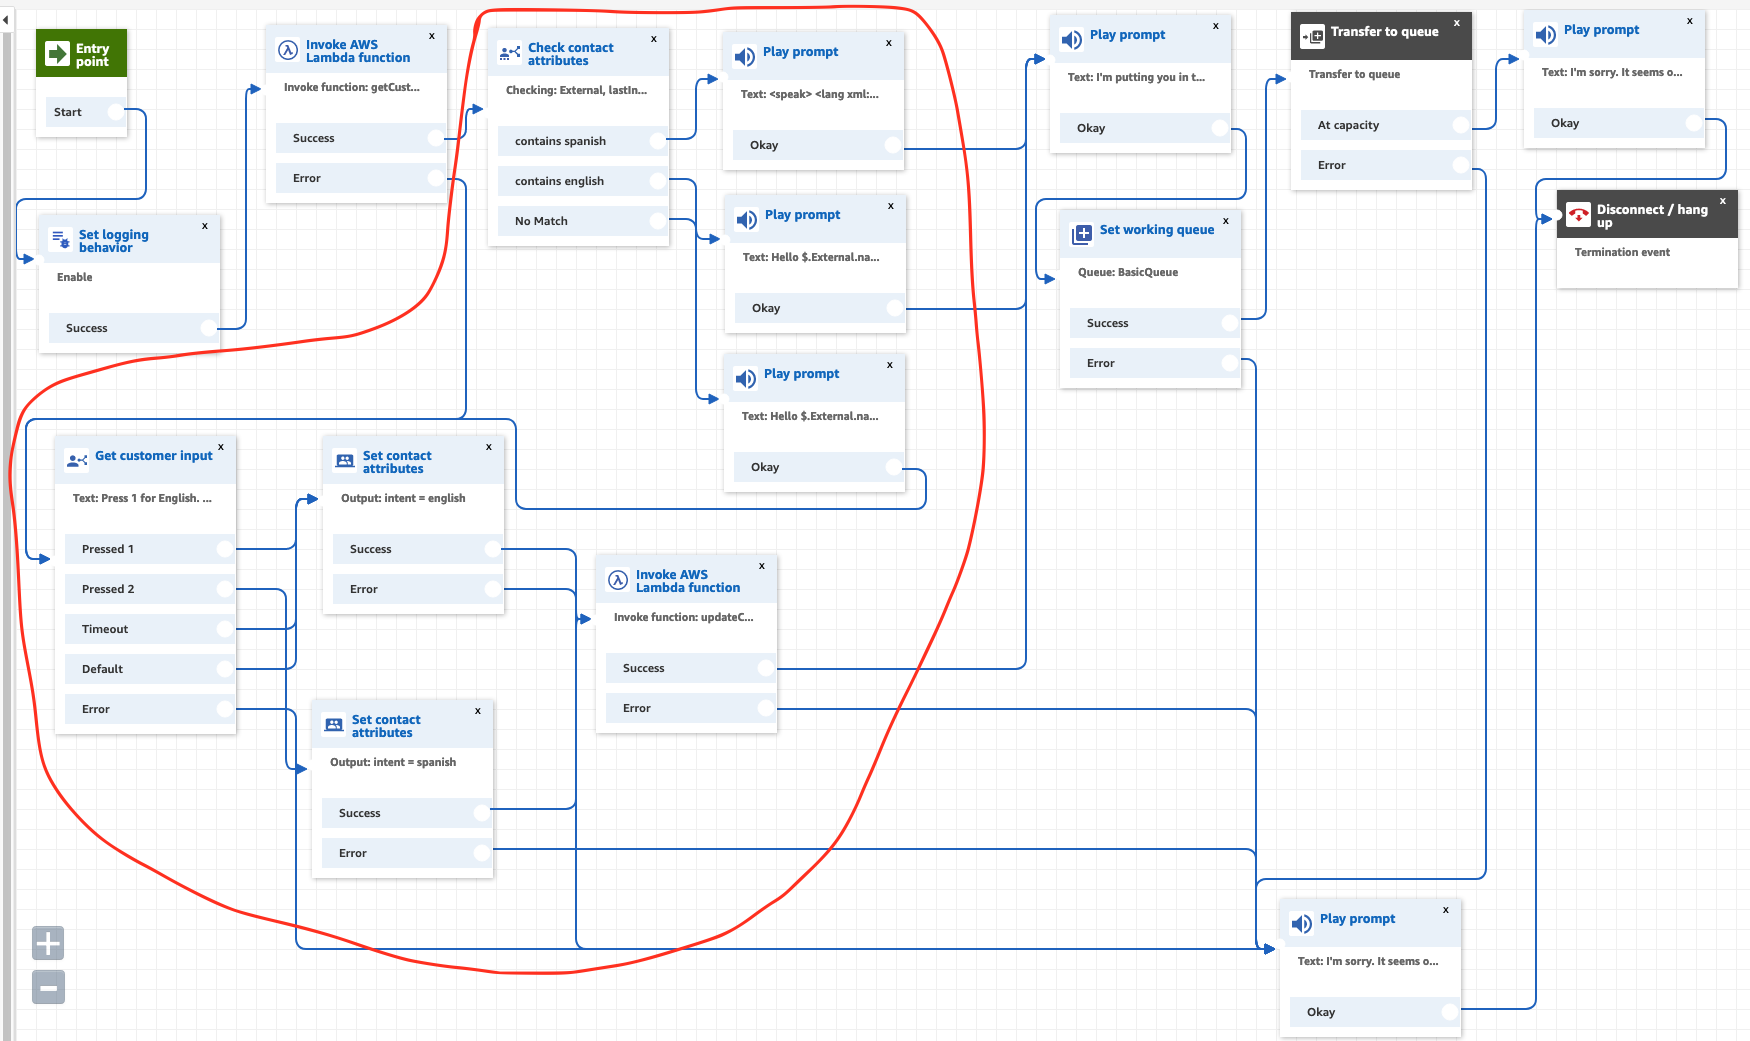 Entry
point
Start
Set logging
behavior
x
Enable
Success
Invoke AWS
Lambda function
x
Invoke function: getCust...
Success
Error
Check contact
attributes
x
Checking: External, lastIn...
contains spanish
contains english
No Match
Play prompt
x
Text: <speak> <lang xml:...
Okay
Play prompt
x
Text: Hello $.External.na...
Okay
Play prompt
x
Text: Hello $.External.na...
Okay
Play prompt
x
Text: I'm putting you in t...
Okay
Set working queue
x
Queue: BasicQueue
Success
Error
Transfer to queue
x
Transfer to queue
At capacity
Error
Play prompt
x
Text: I'm sorry. It seems o...
Okay
Disconnect / hang
up
x
Termination event
Get customer input
x
Text: Press 1 for English. ...
Pressed 1
Pressed 2
Timeout
Default
Error
Set contact
attributes
x
Output: intent = english
Success
Error
Set contact
attributes
x
Output: intent = spanish
Success
Error
Invoke AWS
Lambda function
x
Invoke function: updateC...
Success
Error
Play prompt
x
Text: I'm sorry. It seems o...
Okay